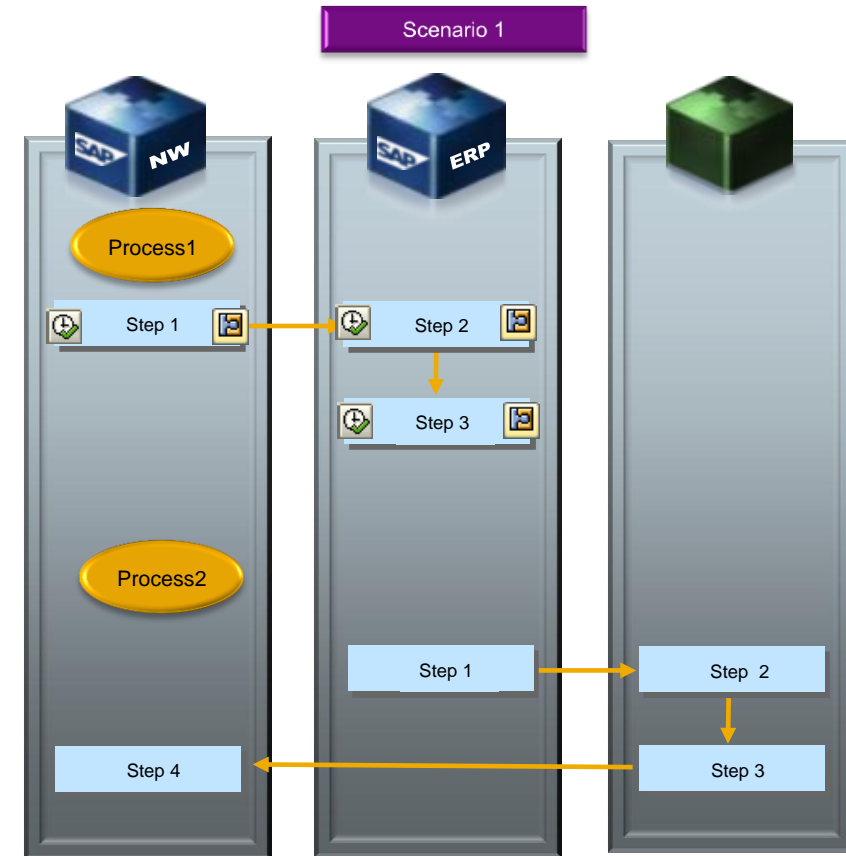 Scenario 1
SAP NW
SAP ERP
Process1
Step 1
Step 2
Step 3
Process2
Step 1
Step  2
Step 4
Step 3